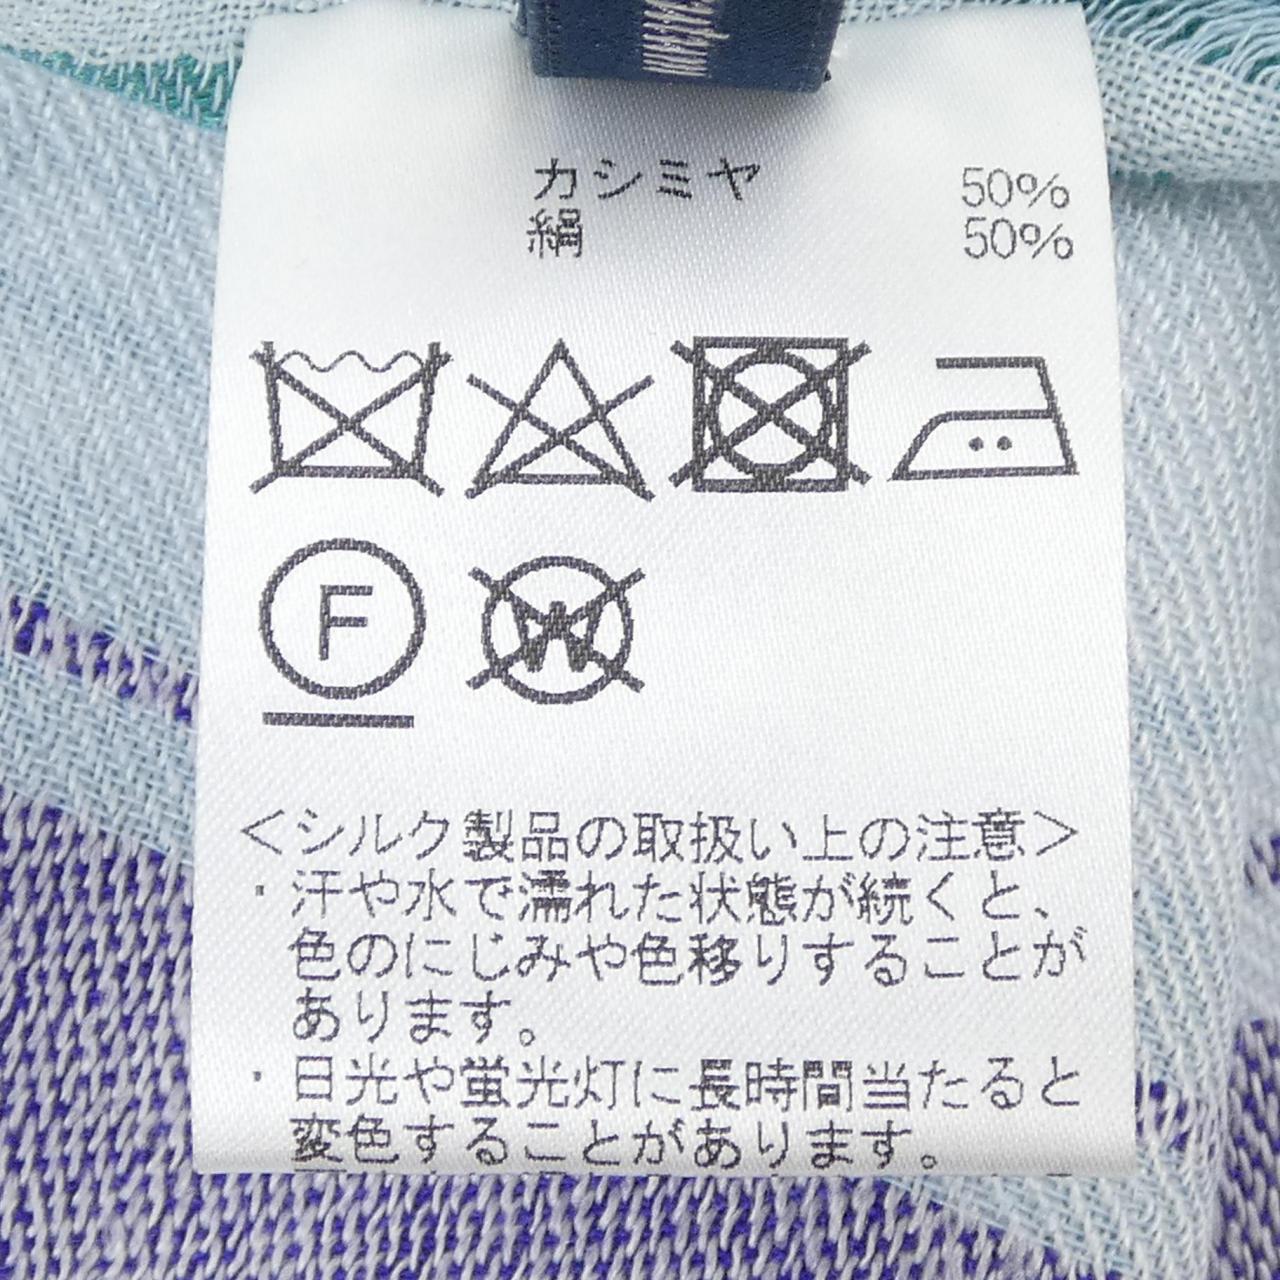 カシミヤ 50%
絹 50%
F
W
<シルク製品の取扱い上の注意>
・汗や水で濡れた状態が続くと、
色のにじみや色移りすることが
あります。
・日光や蛍光灯に長時間当たると
変色することがあります。